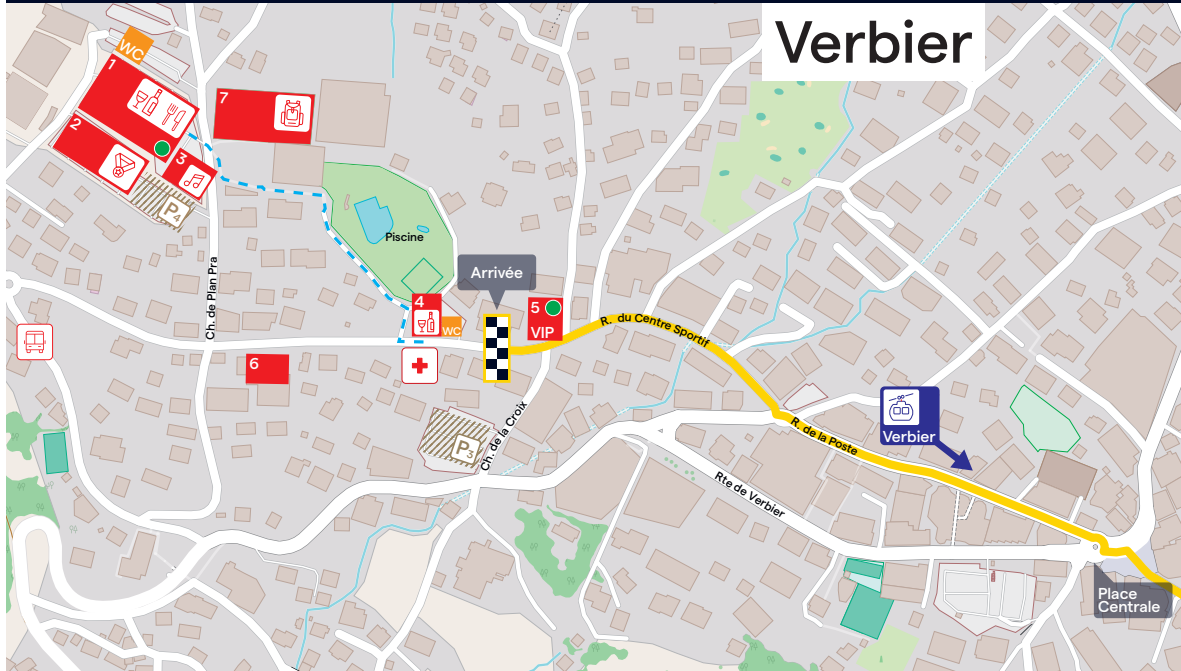 Verbier
WC
1
2
3
7
P4
Piscine
Arrivée
Ch. de Plan Pra
4
WC
5
VIP
R. du Centre Sportif
6
P3
Ch. de la Croix
R. de la Poste
Verbier
Rte de Verbier
Place
Centrale